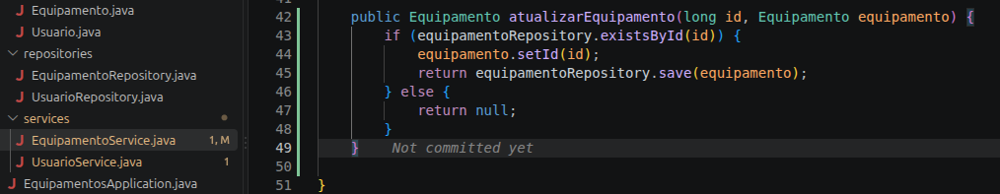 Equipamento.java
Usuario.java
repositories
EquipamentoRepository.java
UsuarioRepository.java
services
EquipamentoService.java 1, M
UsuarioService.java 1
EquipamentosApplication.java
41
42 public Equipamento atualizarEquipamento(long id, Equipamento equipamento) {
43 if (equipamentoRepository.existsById(id)) {
44 equipamento.setId(id);
45 return equipamentoRepository.save(equipamento);
46 } else {
47 return null;
48 }
49 } Not committed yet
50
51 }